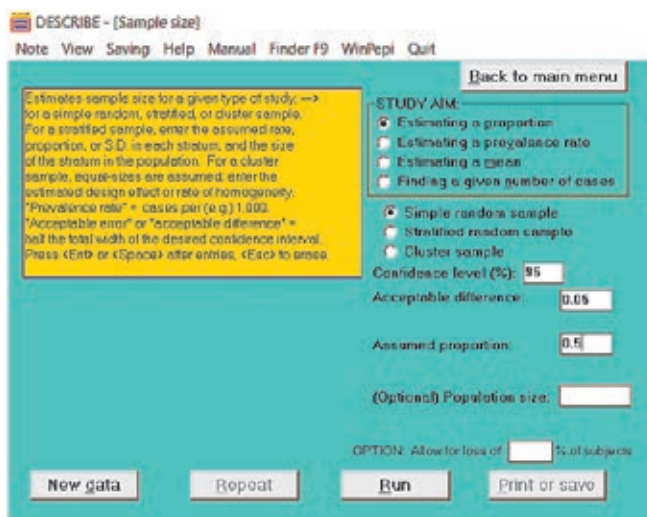 DESCRIBE - [Sample size]
Note View Saving Help Manual Finder F9 WinPepi Quit
Back to main menu
Estimates sample size for a given type of study, -->
for a simple random, stratified, or cluster sample.
For a stratified sample, enter the assumed rate,
proportion, or S.D. in each stratum, and the size
of the stratum in the population. For a cluster
sample, equal-sizes are assumed; enter the
estimated design effect or rate of homogeneity.
"Prevalence rate" = cases per (e.g.) 1,000.
"Acceptable error" or "acceptable difference" =
half the total width of the desired confidence interval.
Press <Ent> or <Space> after entries, <Esc> to erase.
STUDY AIM:
Estimating a proportion
Estimating a prevalence rate
Estimating a mean
Finding a given number of cases
Simple random sample
Stratified random sample
Cluster sample
Confidence level (%): 95
Acceptable difference: 0.05
Assumed proportion: 0.5
(Optional) Population size:
OPTION: Allow for loss of % of subjects
New data Repeat Run Print or save